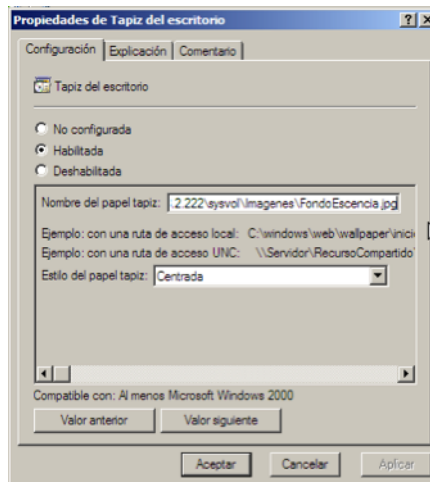 Propiedades de Tapiz del escritorio
Configuración Explicación Comentario
Tapiz del escritorio
No configurada
Habilitada
Deshabilitada
Nombre del papel tapiz: .2.222\sysvol\Imagenes\FondoEscencia.jpg
Ejemplo: con una ruta de acceso local: C:\windows\web\wallpaper\inici
Ejemplo: con una ruta de acceso UNC: \\Servidor\RecursoCompartido\
Estilo del papel tapiz: Centrada
Compatible con: Al menos Microsoft Windows 2000
Valor anterior Valor siguiente
Aceptar Cancelar Aplicar